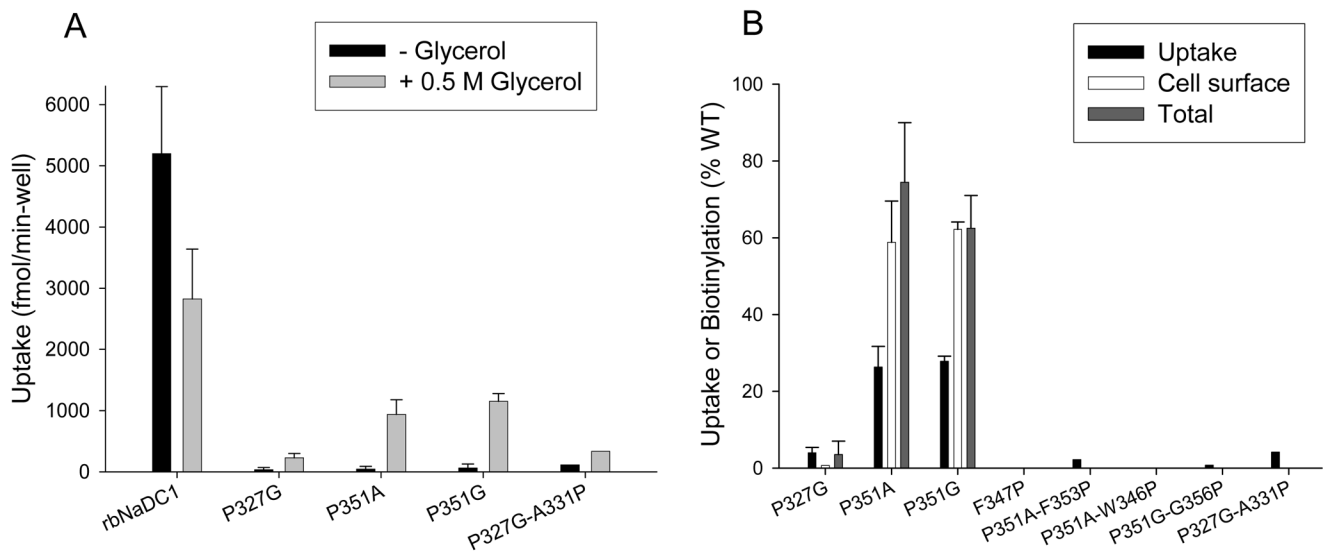 A
- Glycerol
+ 0.5 M Glycerol
Uptake (fmol/min-well)
6000
5000
4000
3000
2000
1000
0
rbNaDC1
P327G
P351A
P351G
P327G-A331P
B
Uptake
Cell surface
Total
Uptake or Biotinylation (% WT)
100
80
60
40
20
0
P327G
P351A
P351G
F347P
P351A-F353P
P351A-W346P
P351G-G356P
P327G-A331P